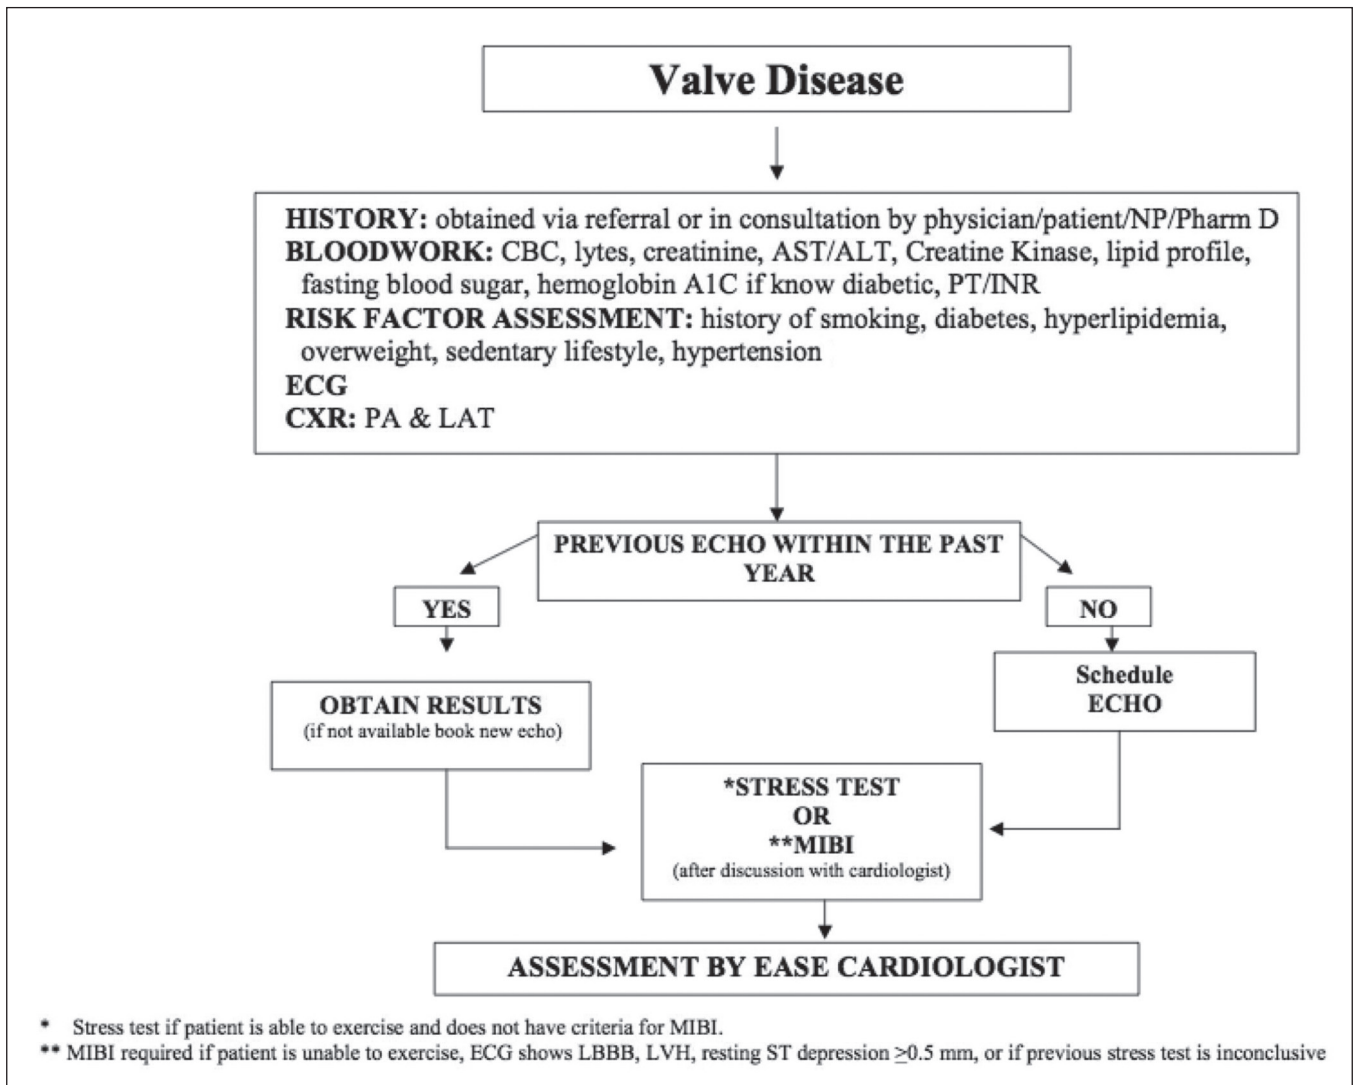 Valve Disease
HISTORY: obtained via referral or in consultation by physician/patient/NP/Pharm D
BLOODWORK: CBC, lytes, creatinine, AST/ALT, Creatine Kinase, lipid profile,
fasting blood sugar, hemoglobin A1C if know diabetic, PT/INR
RISK FACTOR ASSESSMENT: history of smoking, diabetes, hyperlipidemia,
overweight, sedentary lifestyle, hypertension
ECG
CXR: PA & LAT
PREVIOUS ECHO WITHIN THE PAST
YEAR
YES
NO
OBTAIN RESULTS
(if not available book new echo)
Schedule
ECHO
*STRESS TEST
OR
**MIBI
(after discussion with cardiologist)
ASSESSMENT BY EASE CARDIOLOGIST
* Stress test if patient is able to exercise and does not have criteria for MIBI.
** MIBI required if patient is unable to exercise, ECG shows LBBB, LVH, resting ST depression ≥0.5 mm, or if previous stress test is inconclusive